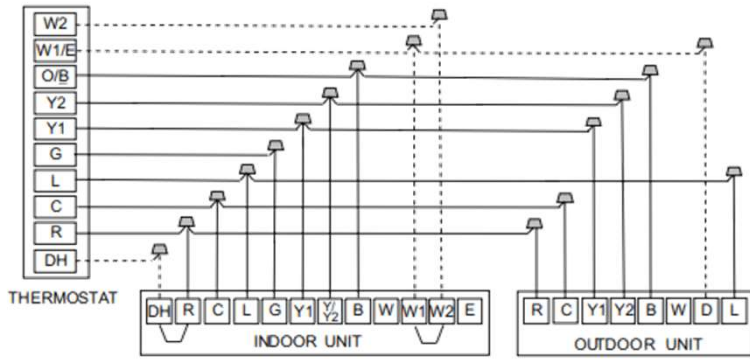 W2
W1/E
O/B
Y2
Y1
G
L
C
R
DH
THERMOSTAT
DH R C L G Y1 Y/Y2 B W W1 W2 E
INDOOR UNIT
R C Y1 Y2 B W D L
OUTDOOR UNIT